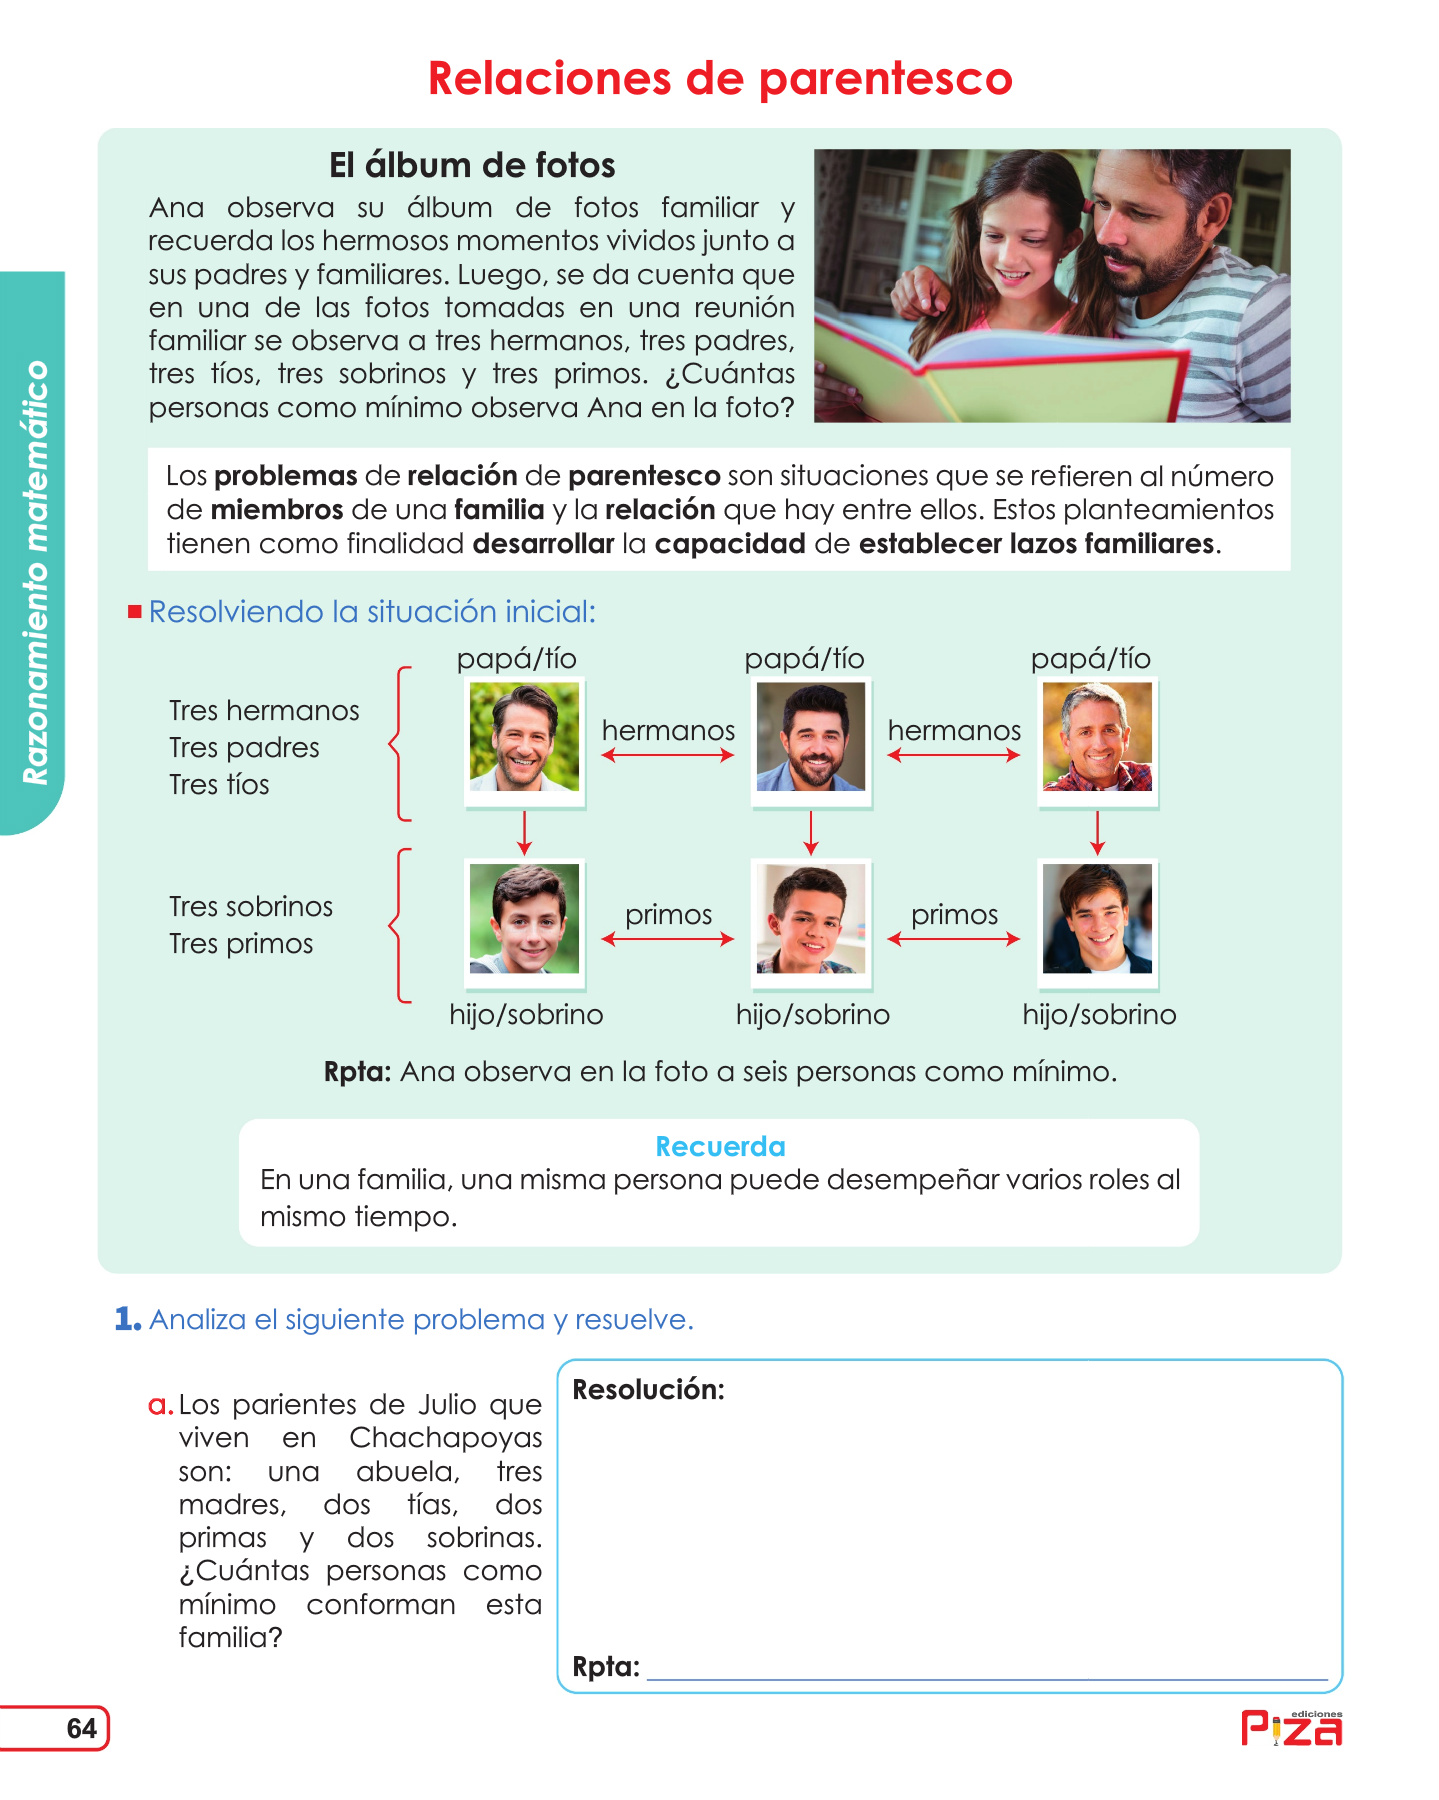 Relaciones de parentesco
El álbum de fotos
Ana observa su álbum de fotos familiar y
recuerda los hermosos momentos vividos junto a
sus padres y familiares. Luego, se da cuenta que
en una de las fotos tomadas en una reunión
familiar se observa a tres hermanos, tres padres,
tres tíos, tres sobrinos y tres primos. ¿Cuántas
personas como mínimo observa Ana en la foto?
Razonamiento matemático
Los problemas de relación de parentesco son situaciones que se refieren al número
de miembros de una familia y la relación que hay entre ellos. Estos planteamientos
tienen como finalidad desarrollar la capacidad de establecer lazos familiares.
Resolviendo la situación inicial:
papá/tío papá/tío papá/tío
Tres hermanos
Tres padres
Tres tíos
hermanos hermanos
Tres sobrinos
Tres primos
primos primos
hijo/sobrino hijo/sobrino hijo/sobrino
Rpta: Ana observa en la foto a seis personas como mínimo.
Recuerda
En una familia, una misma persona puede desempeñar varios roles al
mismo tiempo.
1. Analiza el siguiente problema y resuelve.
a. Los parientes de Julio que
viven en Chachapoyas
son: una abuela, tres
madres, dos tías, dos
primas y dos sobrinas.
¿Cuántas personas como
mínimo conforman esta
familia?
Resolución:
Rpta:
64
ediciones
Piza